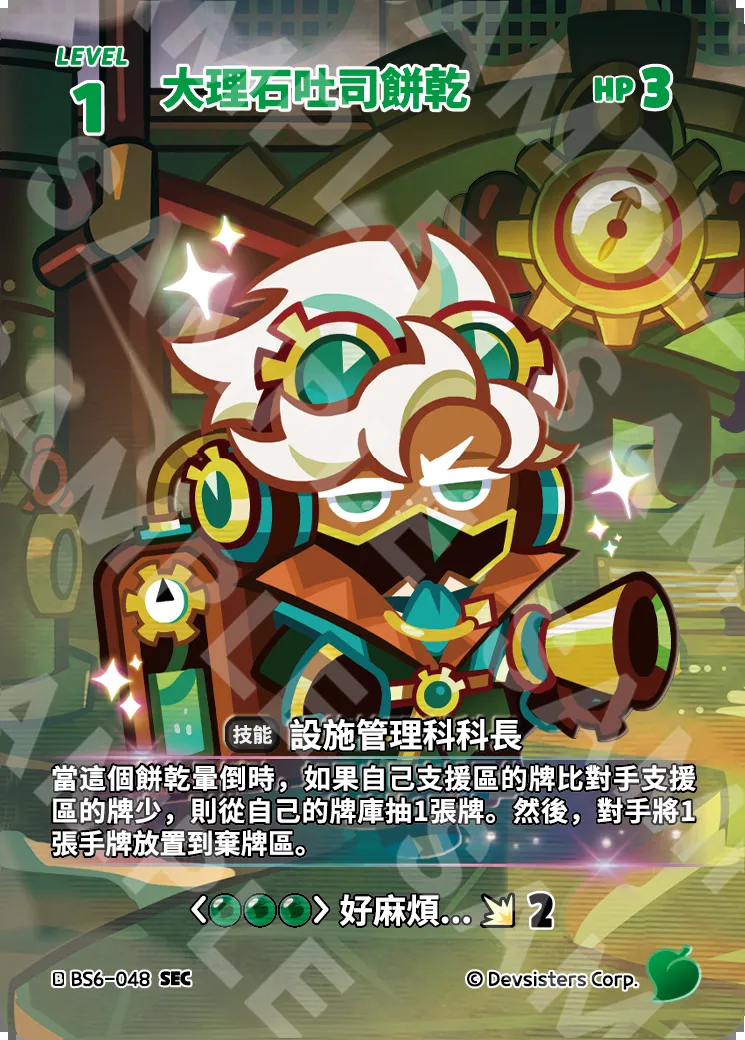 LEVEL
1
大理石吐司餅乾
HP 3
技能 設施管理科科長
當這個餅乾暈倒時，如果自己支援區的牌比對手支援
區的牌少，則從自己的牌庫抽1張牌。然後，對手將1
張手牌放置到棄牌區。
〈 〉好麻煩... 2
B BS6-048 SEC
© Devsisters Corp.
SAMPLE